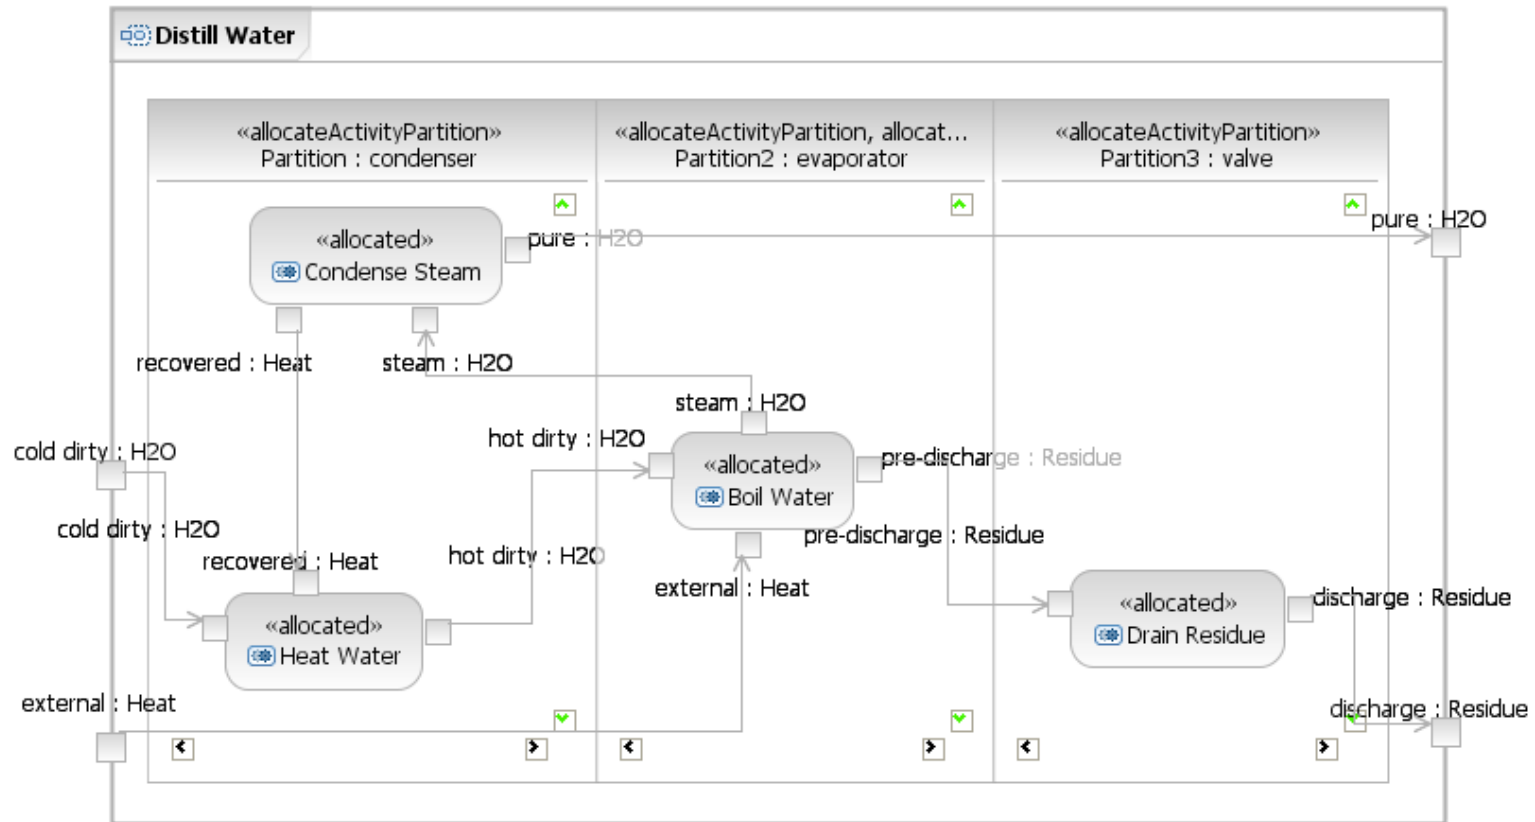 Distill Water
«allocateActivityPartition»
Partition : condenser
«allocateActivityPartition, allocat...
Partition2 : evaporator
«allocateActivityPartition»
Partition3 : valve
pure : H2O
«allocated»
Condense Steam
pure : H2O
recovered : Heat
steam : H2O
steam : H2O
cold dirty : H2O
hot dirty : H2O
«allocated»
Boil Water
pre-discharge : Residue
cold dirty : H2O
recovered : Heat
hot dirty : H2O
pre-discharge : Residue
external : Heat
«allocated»
Heat Water
«allocated»
Drain Residue
discharge : Residue
external : Heat
discharge : Residue